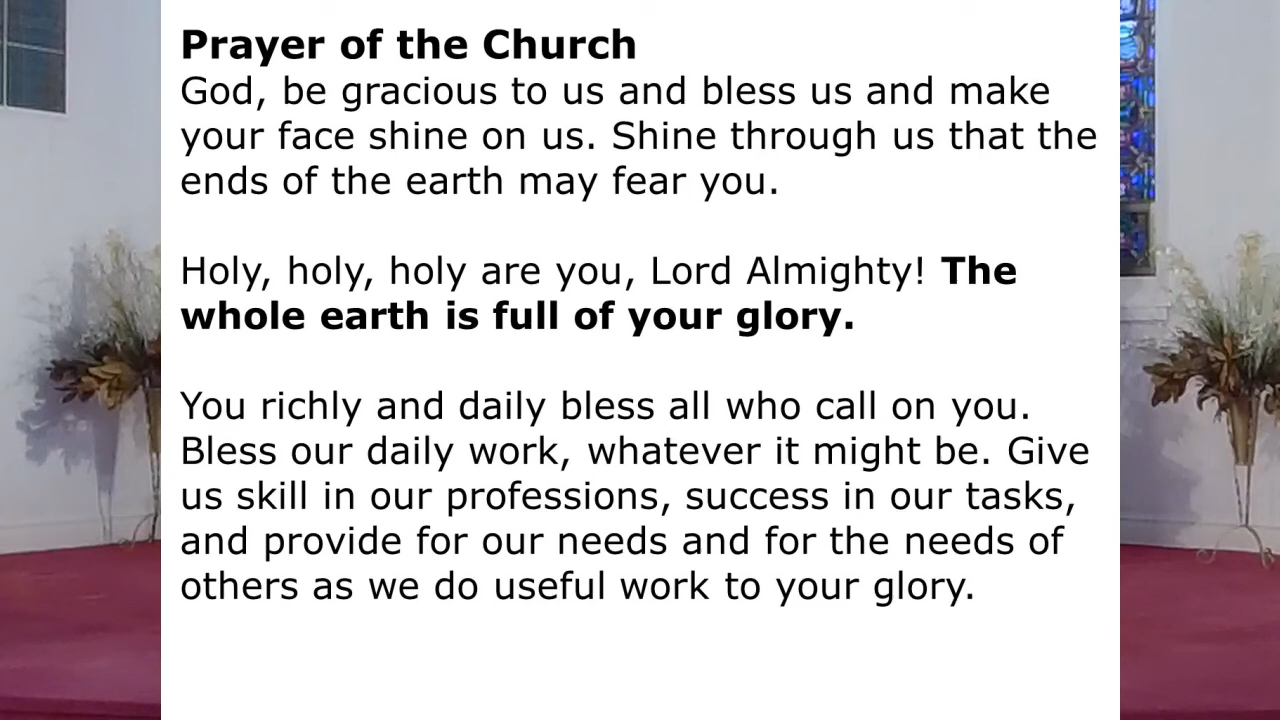 Prayer of the Church
God, be gracious to us and bless us and make
your face shine on us. Shine through us that the
ends of the earth may fear you.
Holy, holy, holy are you, Lord Almighty! The
whole earth is full of your glory.
You richly and daily bless all who call on you.
Bless our daily work, whatever it might be. Give
us skill in our professions, success in our tasks,
and provide for our needs and for the needs of
others as we do useful work to your glory.